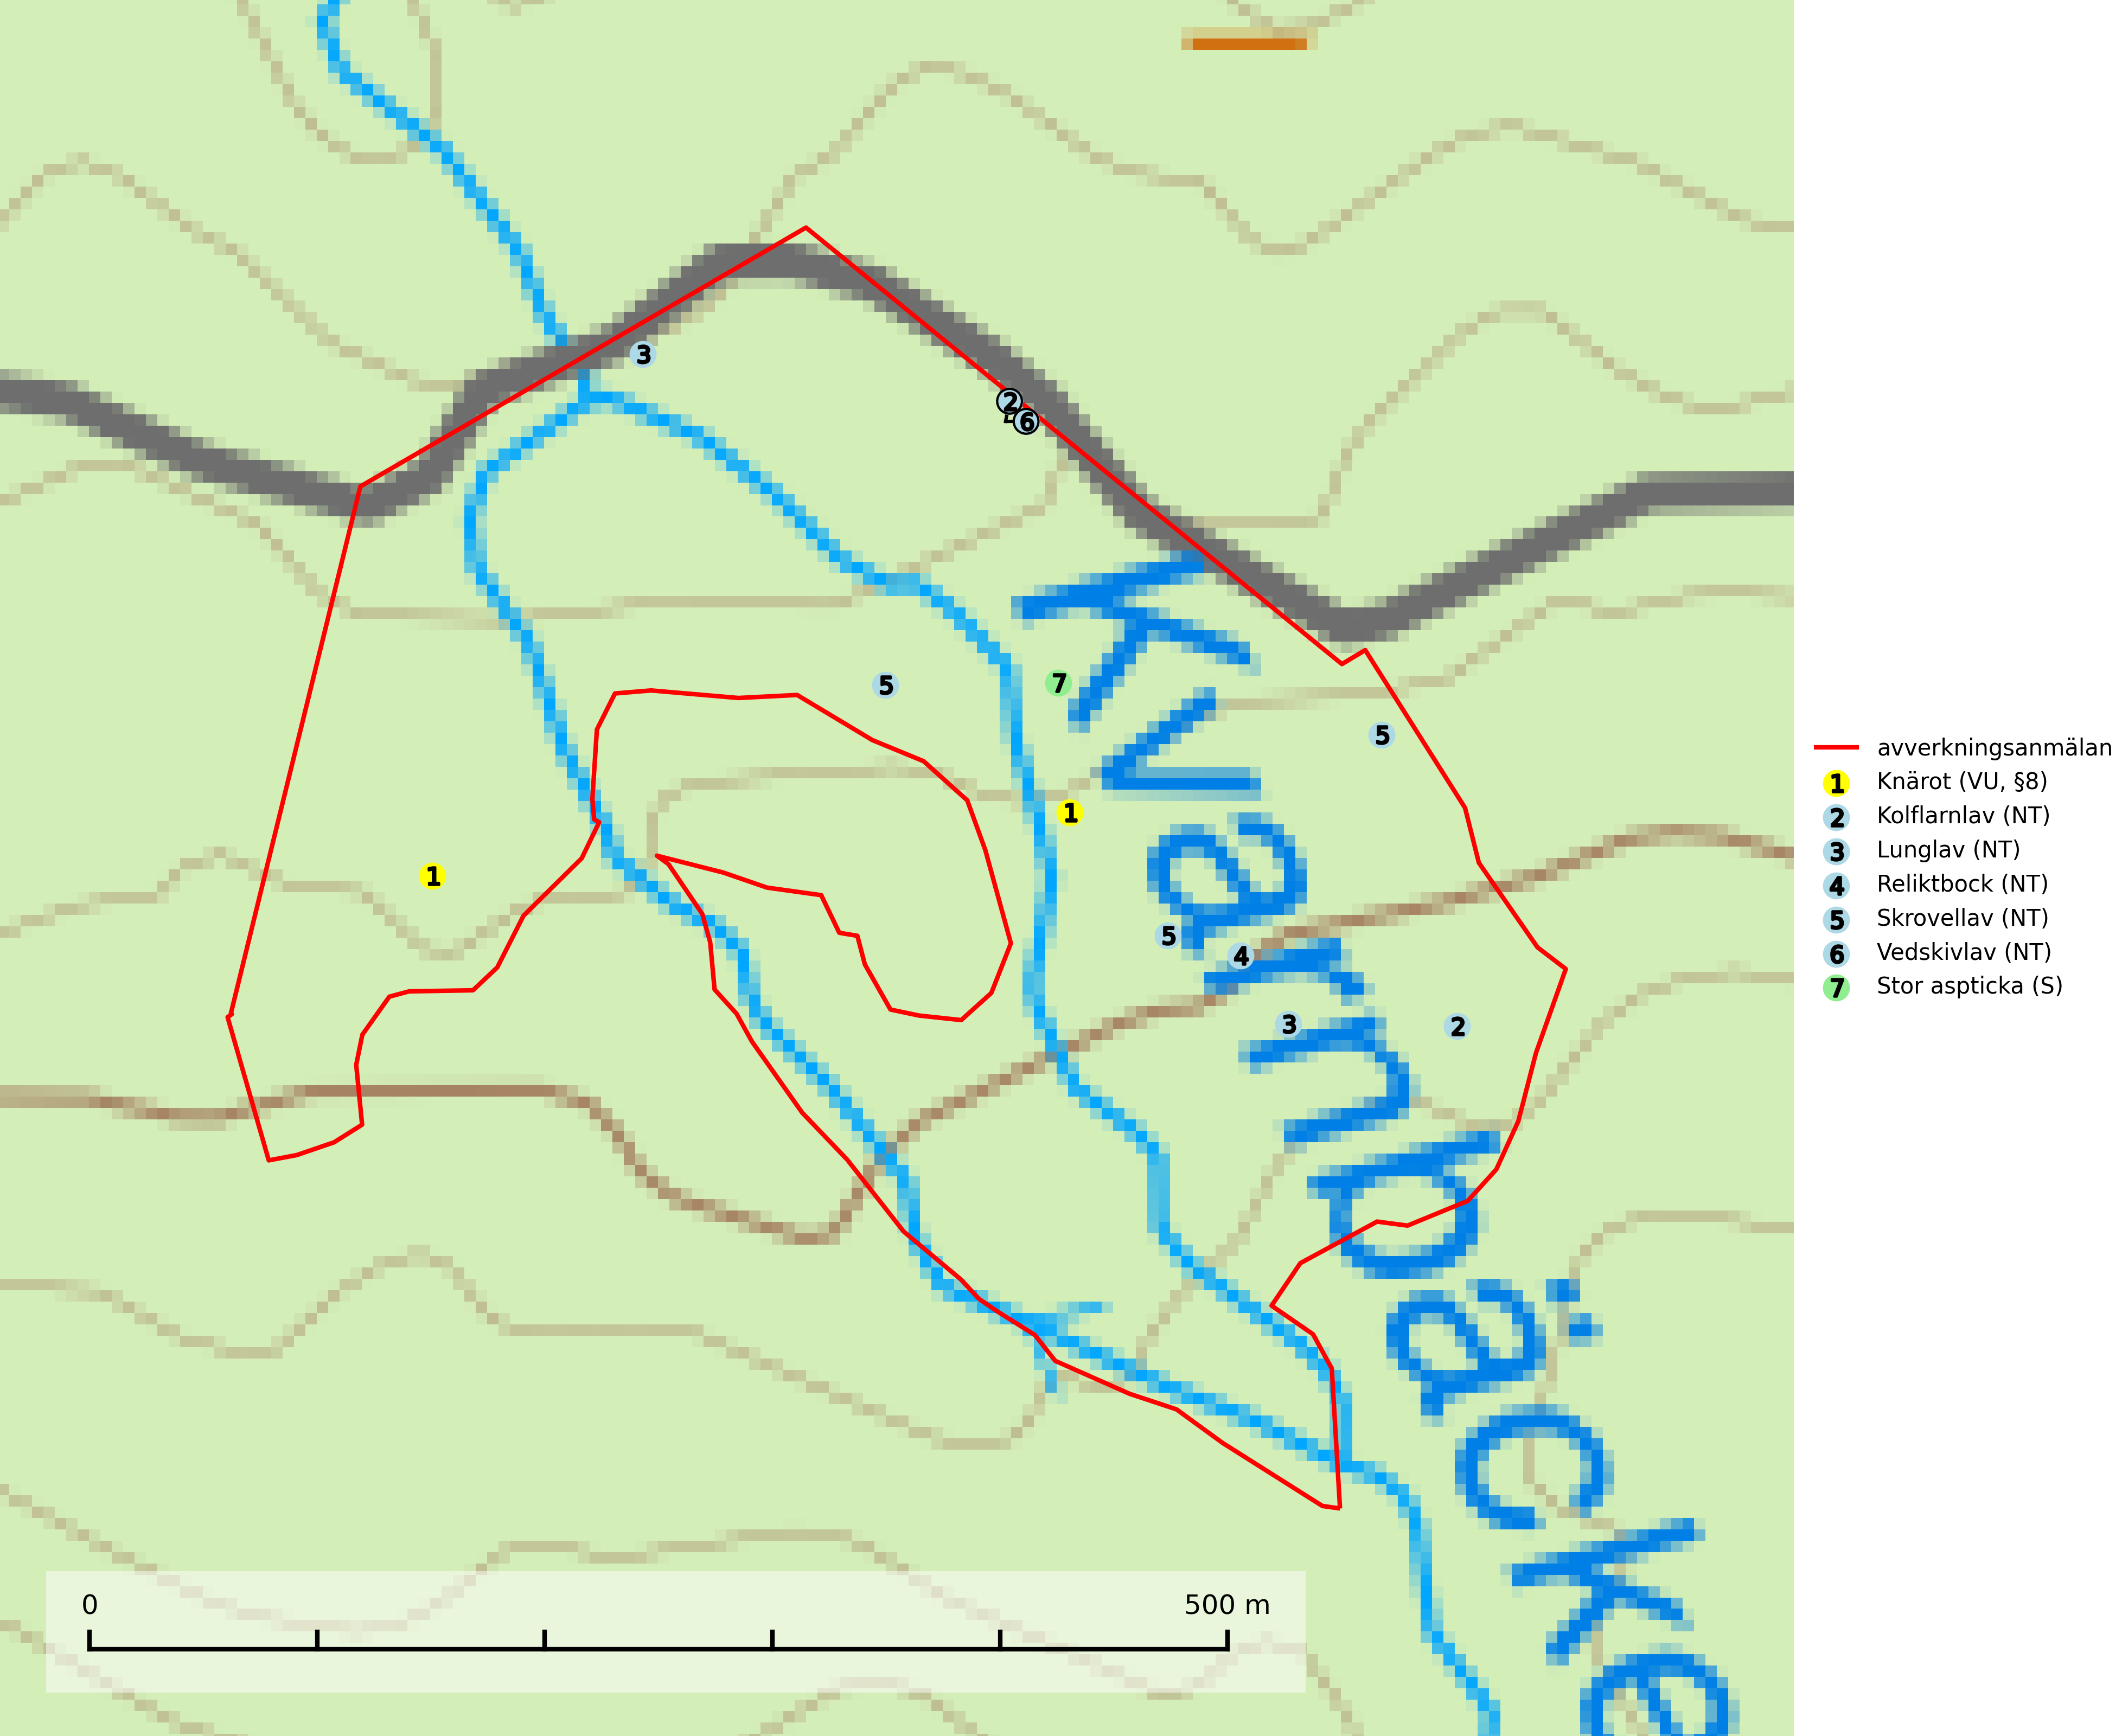 3
2
6
5
7
5
1
1
5
4
3
2
Kvarnbäcke
0 500 m
avverkningsanmälan
1 Knärot (VU, §8)
2 Kolflarnlav (NT)
3 Lunglav (NT)
4 Reliktbock (NT)
5 Skrovellav (NT)
6 Vedskivlav (NT)
7 Stor aspticka (S)